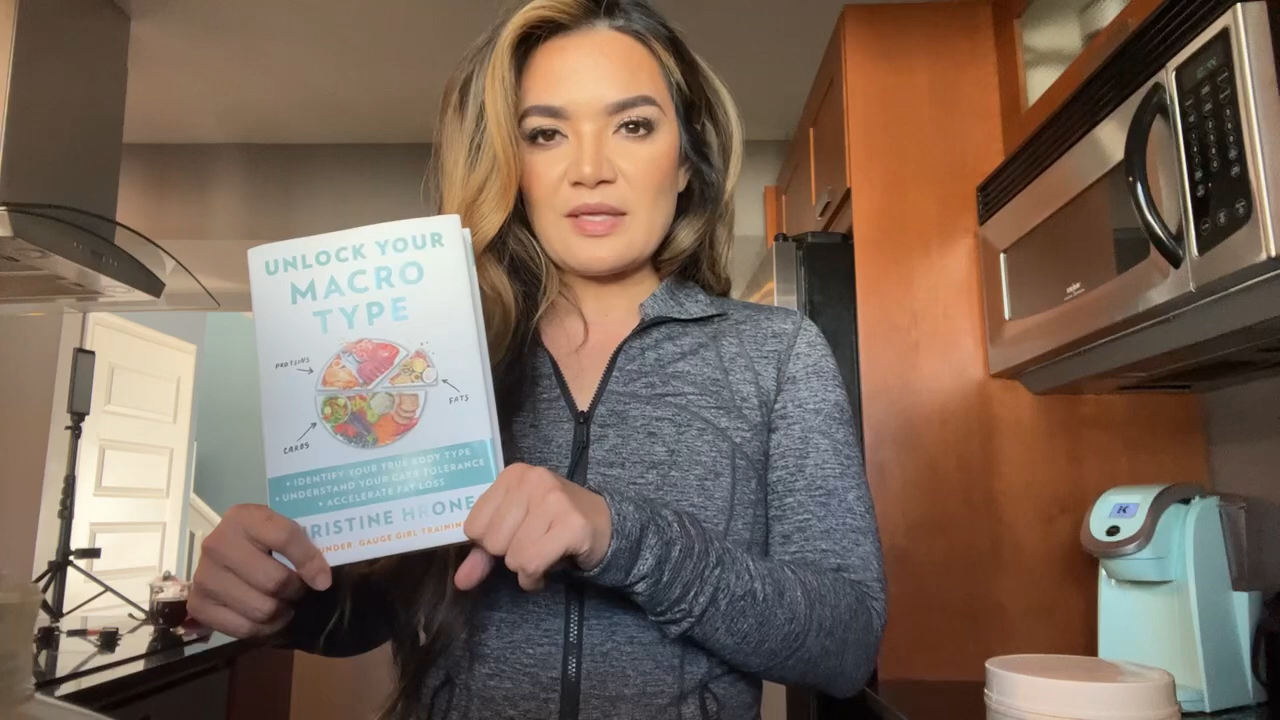 UNLOCK YOUR
MACRO
TYPE
PROTEINS
FATS
CARBS
• IDENTIFY YOUR TRUE BODY TYPE
• UNDERSTAND YOUR CARB TOLERANCE
• ACCELERATE FAT LOSS
HRISTINE HRONE
UNDER, GAUGE GIRL TRAININ
K